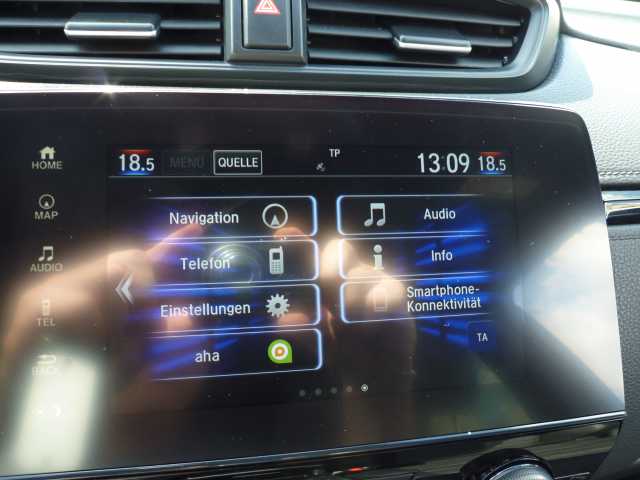 HOME
MAP
AUDIO
TEL
BACK
18.5 MENÜ QUELLE TP 13:09 18.5
Navigation
Telefon
Einstellungen
aha
Audio
Info
Smartphone-
Konnektivität
TA